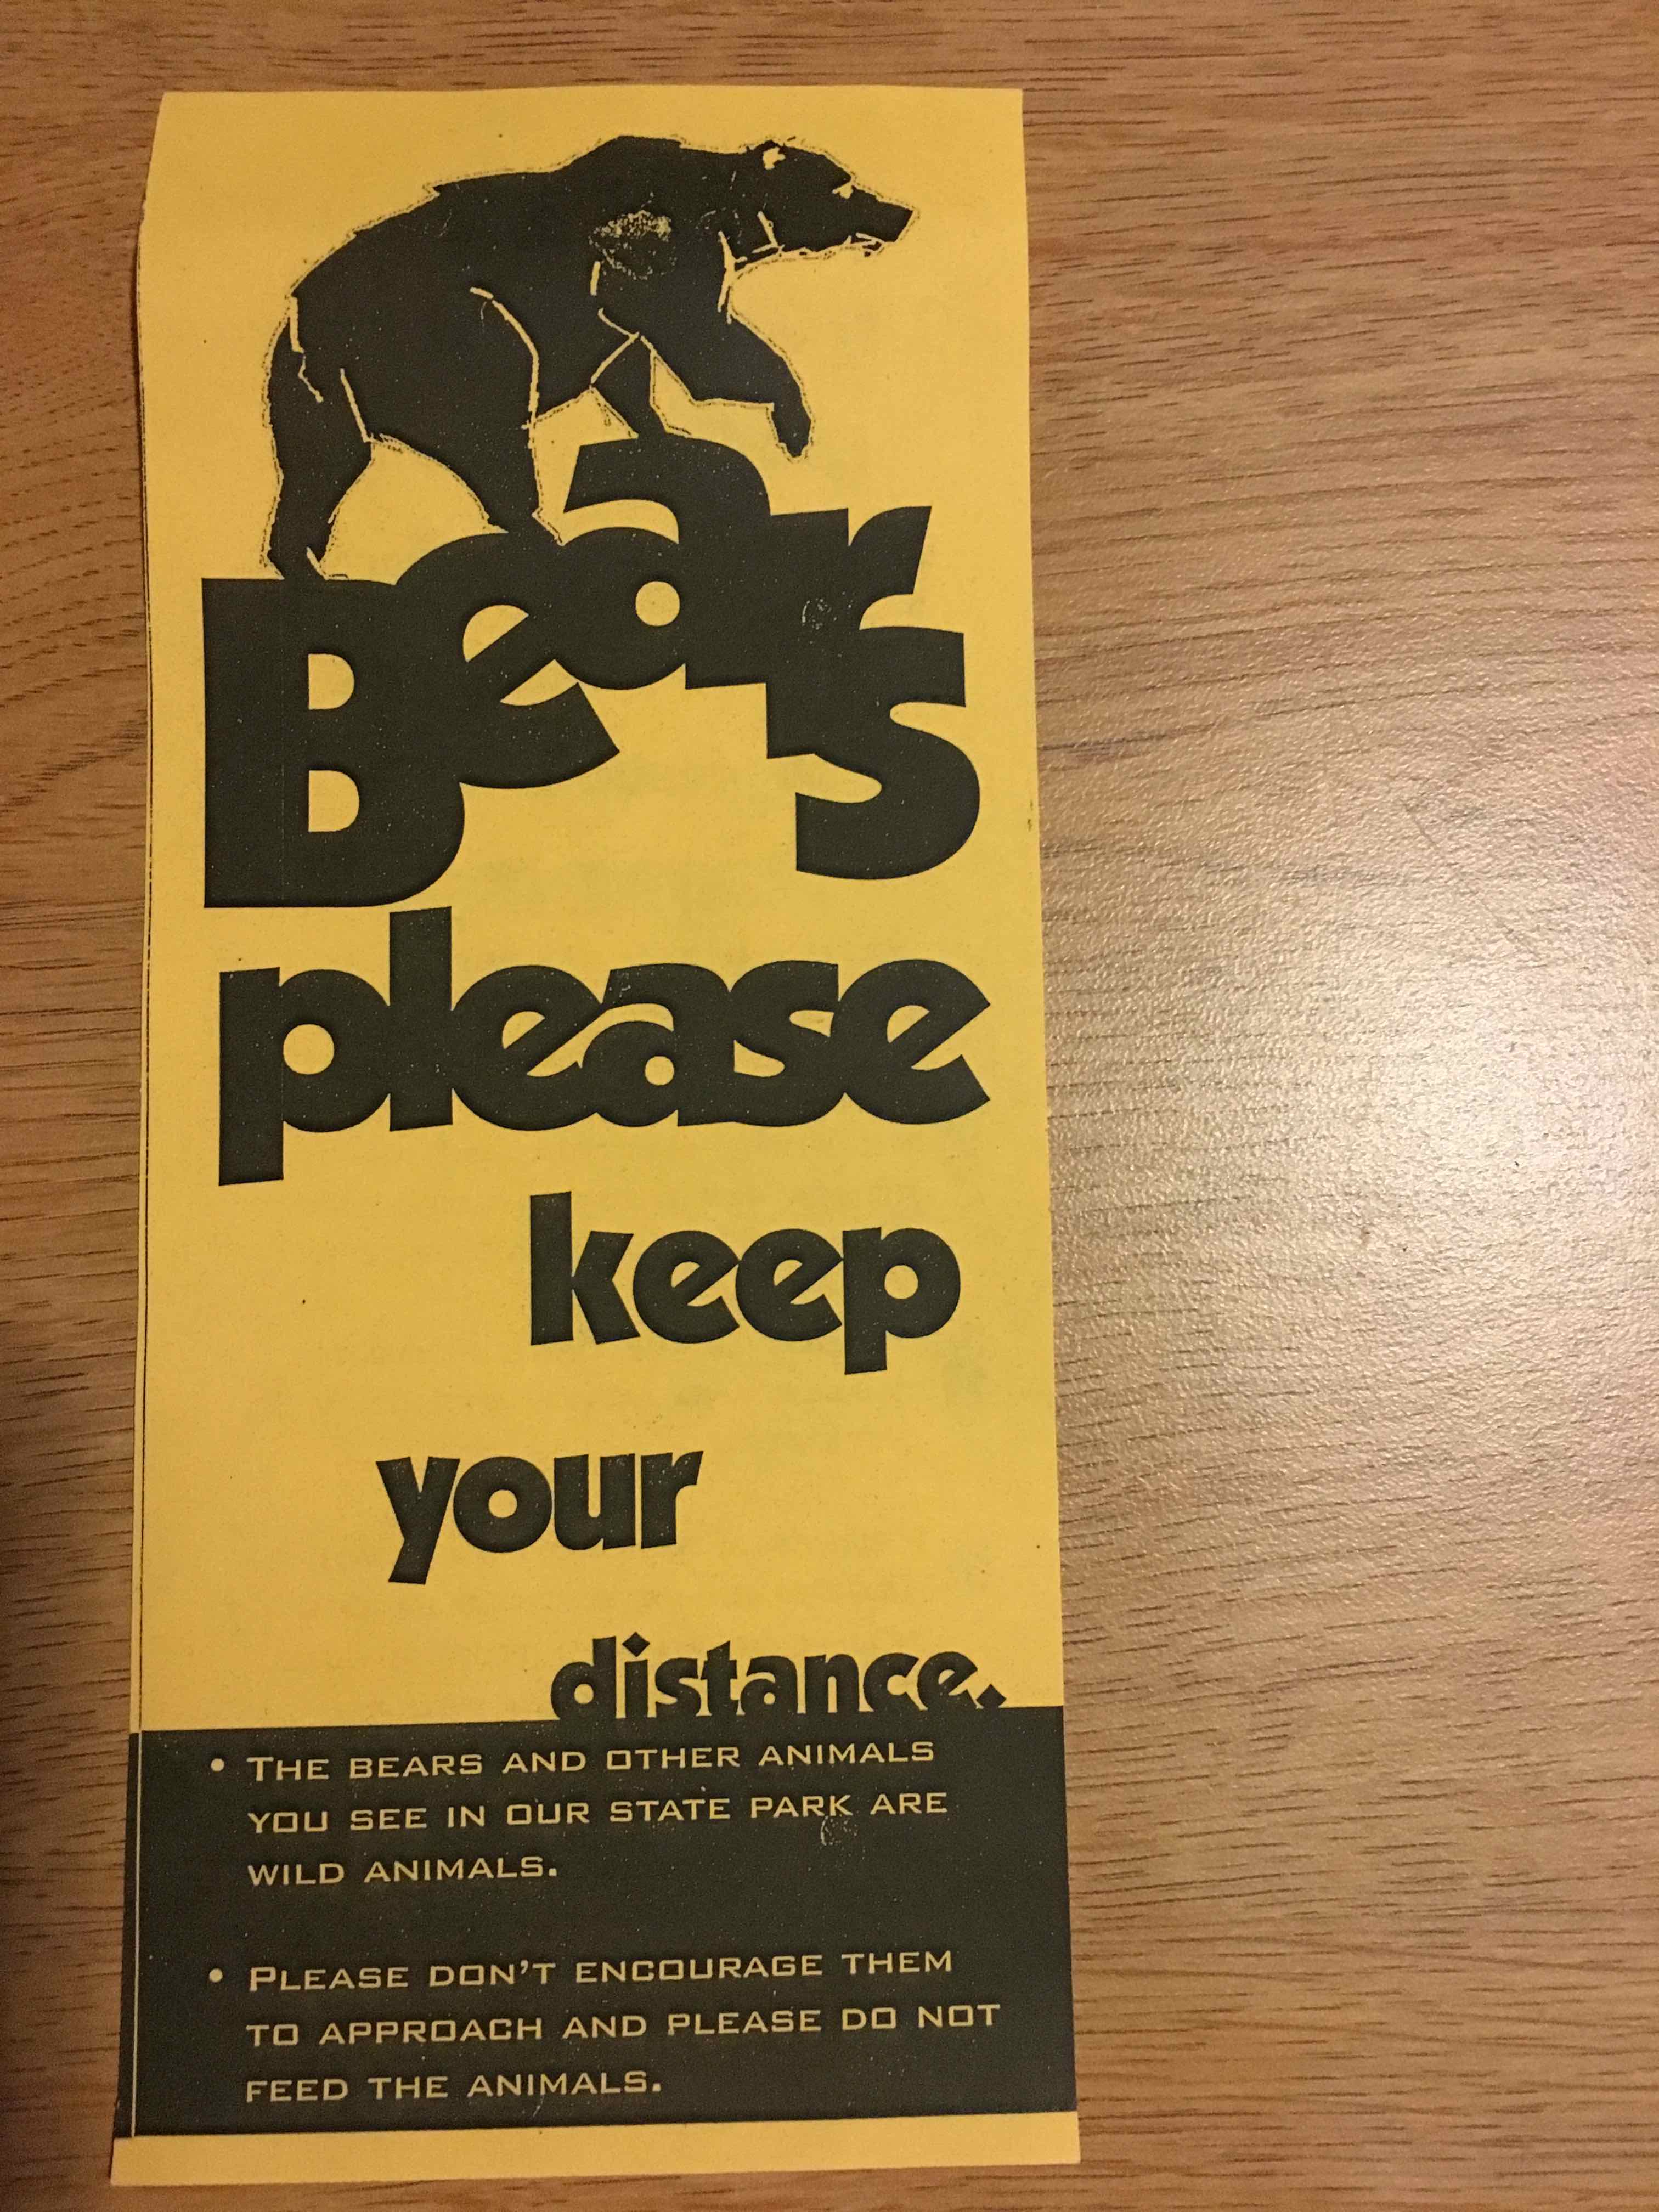 Bears
please
keep
your
distance.
• THE BEARS AND OTHER ANIMALS
YOU SEE IN OUR STATE PARK ARE
WILD ANIMALS.
• PLEASE DON'T ENCOURAGE THEM
TO APPROACH AND PLEASE DO NOT
FEED THE ANIMALS.